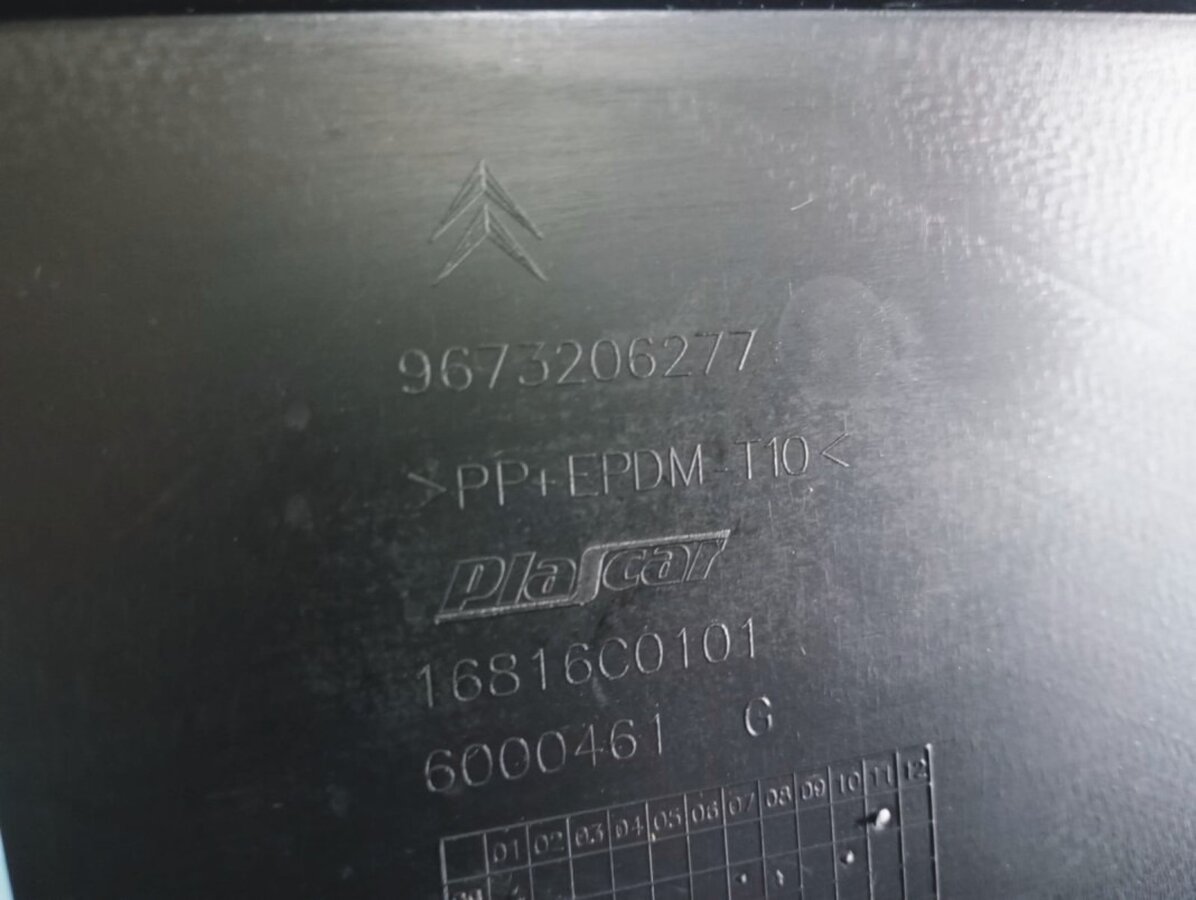 9673206277
>PP+EPDM-T10<
Plascar
16816C0101
6000461 G
01 02 03 04 05 06 07 08 09 10 11 12